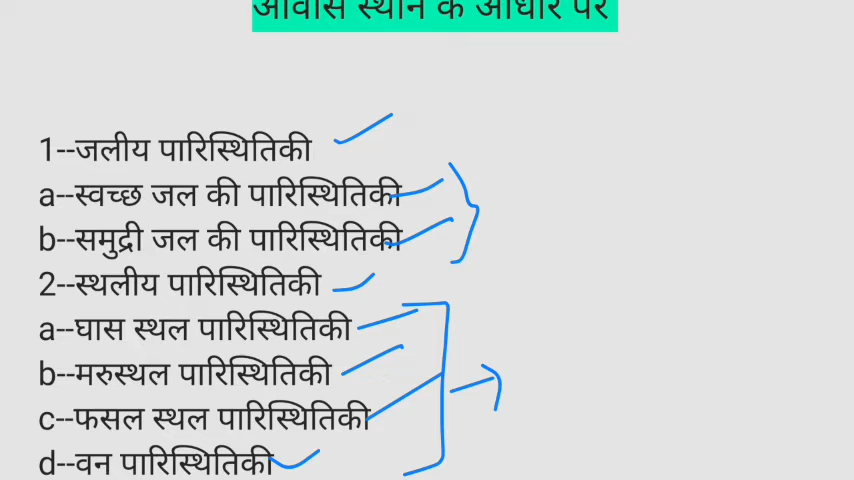 आवास स्थान के आधार पर
1--जलीय पारिस्थितिकी
a--स्वच्छ जल की पारिस्थितिकी
b--समुद्री जल की पारिस्थितिकी
2--स्थलीय पारिस्थितिकी
a--घास स्थल पारिस्थितिकी
b--मरुस्थल पारिस्थितिकी
c--फसल स्थल पारिस्थितिकी
d--वन पारिस्थितिकी